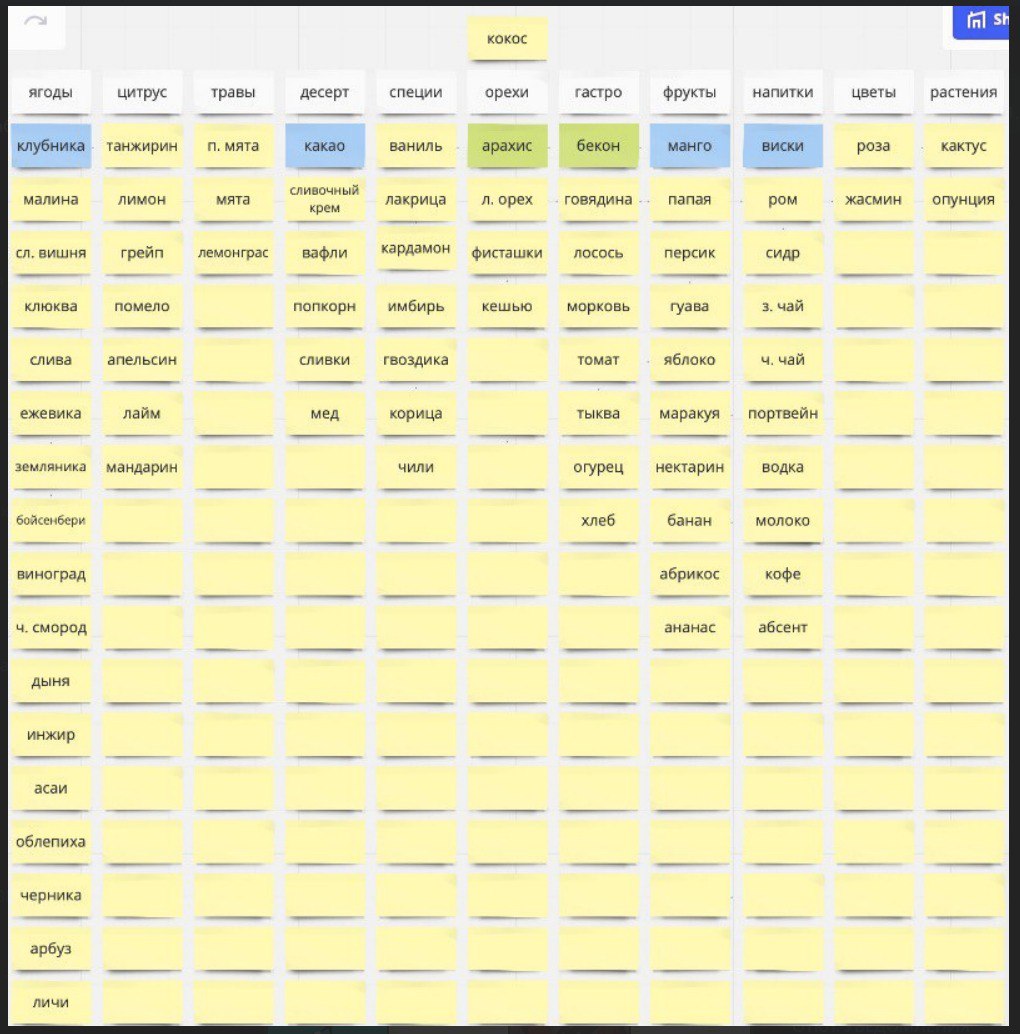 Sh
кокос
ягоды цитрус травы десерт специи орехи гастро фрукты напитки цветы растения
клубника танжирин п. мята какао ваниль арахис бекон манго виски роза кактус
малина лимон мята сливочный крем лакрица л. орех говядина папая ром жасмин опунция
сл. вишня грейп лемонграс вафли кардамон фисташки лосось персик сидр
клюква помело попкорн имбирь кешью морковь гуава з. чай
слива апельсин сливки гвоздика томат яблоко ч. чай
ежевика лайм мед корица тыква маракуя портвейн
земляника мандарин чили огурец нектарин водка
бойсенбери хлеб банан молоко
виноград абрикос кофе
ч. смород ананас абсент
дыня
инжир
асаи
облепиха
черника
арбуз
личи